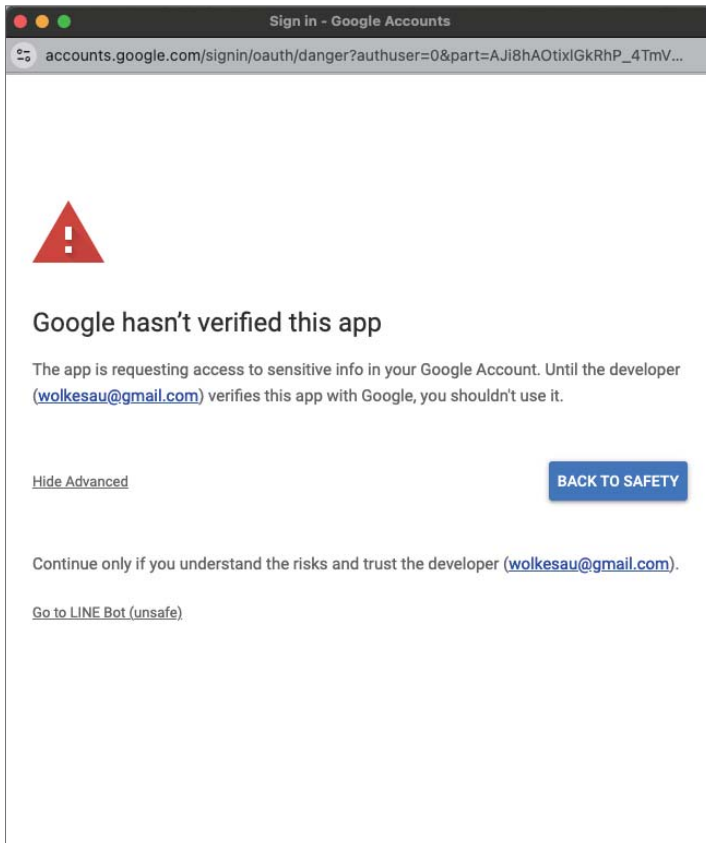 Sign in - Google Accounts
accounts.google.com/signin/oauth/danger?authuser=0&part=AJi8hAOtixlGkRhP_4TmV...
Google hasn't verified this app
The app is requesting access to sensitive info in your Google Account. Until the developer
(wolkesau@gmail.com) verifies this app with Google, you shouldn't use it.
Hide Advanced
BACK TO SAFETY
Continue only if you understand the risks and trust the developer (wolkesau@gmail.com).
Go to LINE Bot (unsafe)